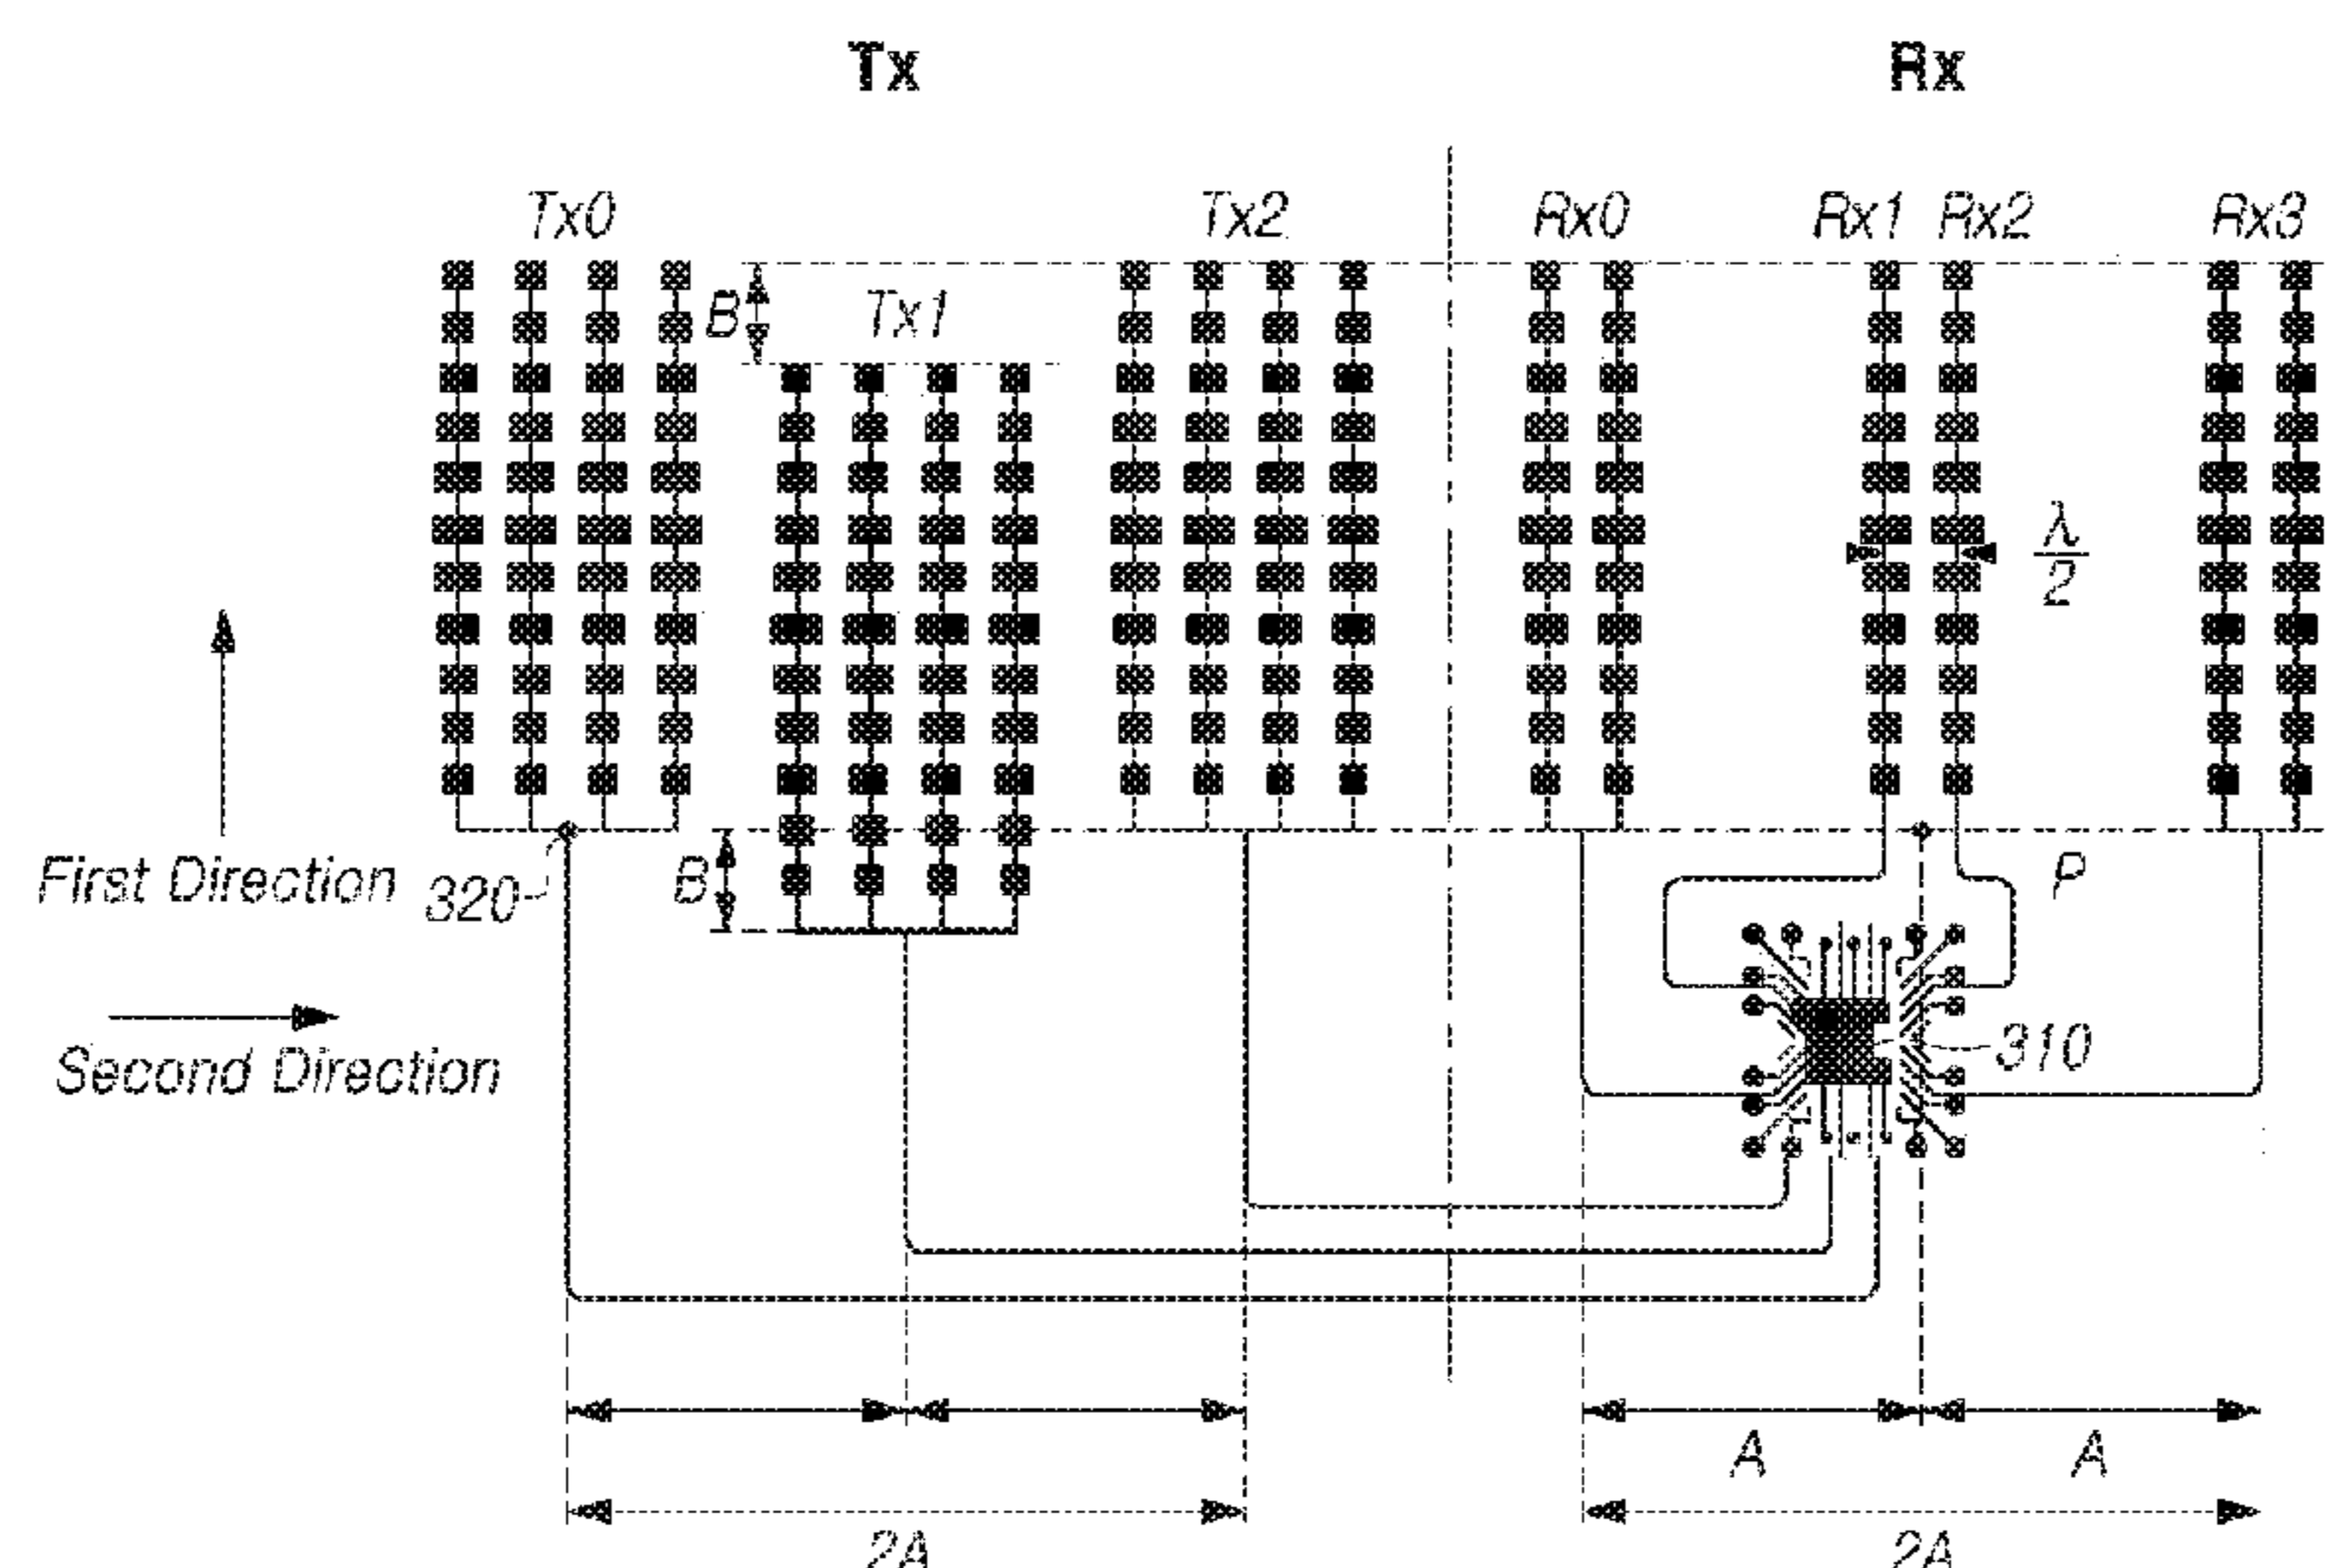 Tx Rx
Tx0 Tx2 Rx0 Rx1 Rx2 Rx3
B Tx1
λ/2
First Direction 320 B P
Second Direction 310
A A
2A 2A